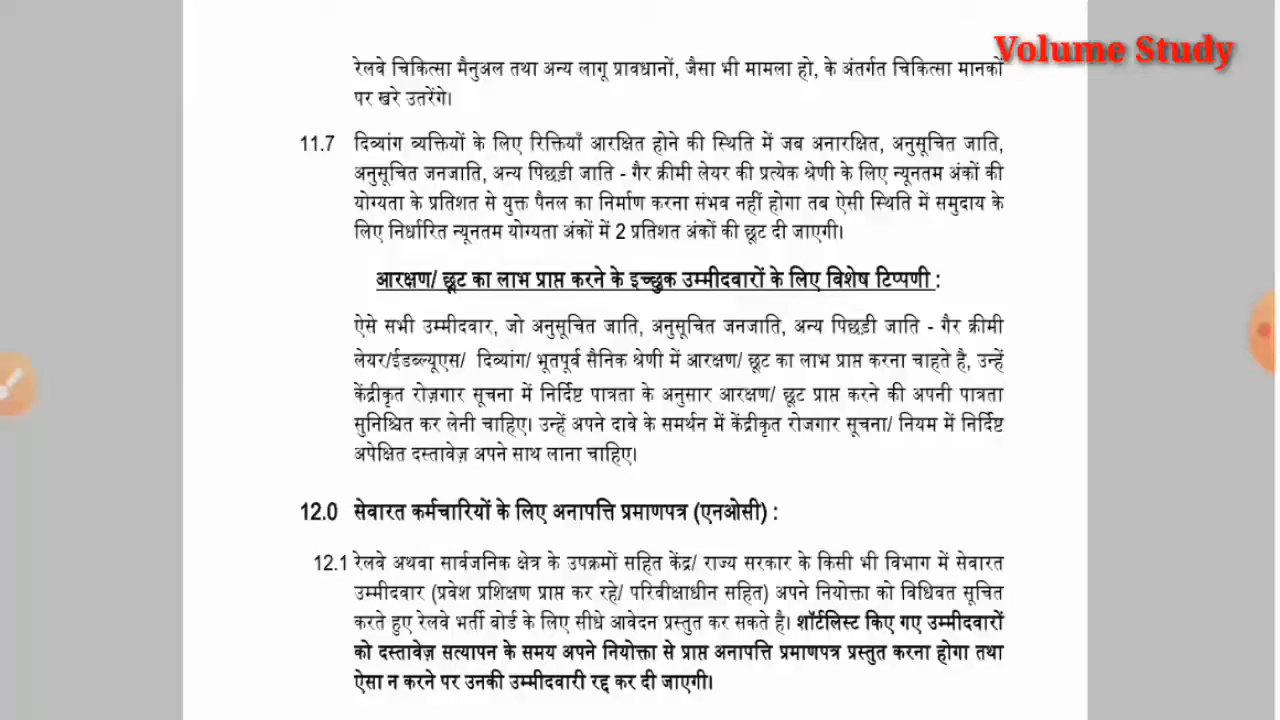 Volume Study
रेलवे चिकित्सा मैनुअल तथा अन्य लागू प्रावधानों, जैसा भी मामला हो, के अंतर्गत चिकित्सा मानकों
पर खरे उतरेंगे।
11.7 दिव्यांग व्यक्तियों के लिए रिक्तियाँ आरक्षित होने की स्थिति में जब अनारक्षित, अनुसूचित जाति,
अनुसूचित जनजाति, अन्य पिछड़ी जाति - गैर क्रीमी लेयर की प्रत्येक श्रेणी के लिए न्यूनतम अंकों की
योग्यता के प्रतिशत से युक्त पैनल का निर्माण करना संभव नहीं होगा तब ऐसी स्थिति में समुदाय के
लिए निर्धारित न्यूनतम योग्यता अंकों में 2 प्रतिशत अंकों की छूट दी जाएगी।
आरक्षण/ छूट का लाभ प्राप्त करने के इच्छुक उम्मीदवारों के लिए विशेष टिप्पणी :
ऐसे सभी उम्मीदवार, जो अनुसूचित जाति, अनुसूचित जनजाति, अन्य पिछड़ी जाति - गैर क्रीमी
लेयर/ईडब्ल्यूएस/ दिव्यांग/ भूतपूर्व सैनिक श्रेणी में आरक्षण/ छूट का लाभ प्राप्त करना चाहते है, उन्हें
केंद्रीकृत रोज़गार सूचना में निर्दिष्ट पात्रता के अनुसार आरक्षण/ छूट प्राप्त करने की अपनी पात्रता
सुनिश्चित कर लेनी चाहिए। उन्हें अपने दावे के समर्थन में केंद्रीकृत रोजगार सूचना/ नियम में निर्दिष्ट
अपेक्षित दस्तावेज़ अपने साथ लाना चाहिए।
12.0 सेवारत कर्मचारियों के लिए अनापत्ति प्रमाणपत्र (एनओसी) :
12.1 रेलवे अथवा सार्वजनिक क्षेत्र के उपक्रमों सहित केंद्र/ राज्य सरकार के किसी भी विभाग में सेवारत
उम्मीदवार (प्रवेश प्रशिक्षण प्राप्त कर रहे/ परिवीक्षाधीन सहित) अपने नियोक्ता को विधिवत सूचित
करते हुए रेलवे भर्ती बोर्ड के लिए सीधे आवेदन प्रस्तुत कर सकते है। शॉर्टलिस्ट किए गए उम्मीदवारों
को दस्तावेज़ सत्यापन के समय अपने नियोक्ता से प्राप्त अनापत्ति प्रमाणपत्र प्रस्तुत करना होगा तथा
ऐसा न करने पर उनकी उम्मीदवारी रद्द कर दी जाएगी।